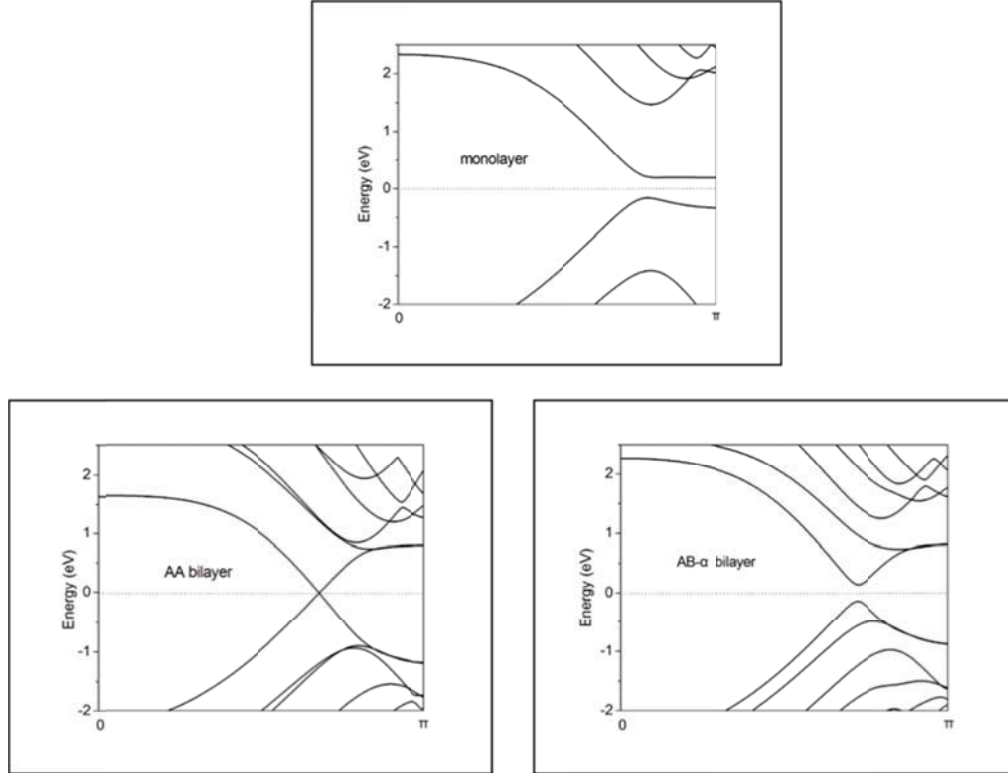 2
1
0
-1
-2
Energy (eV)
monolayer
0
π
2
1
0
-1
-2
Energy (eV)
AA bilayer
0
π
2
1
0
-1
-2
Energy (eV)
AB-α bilayer
0
π